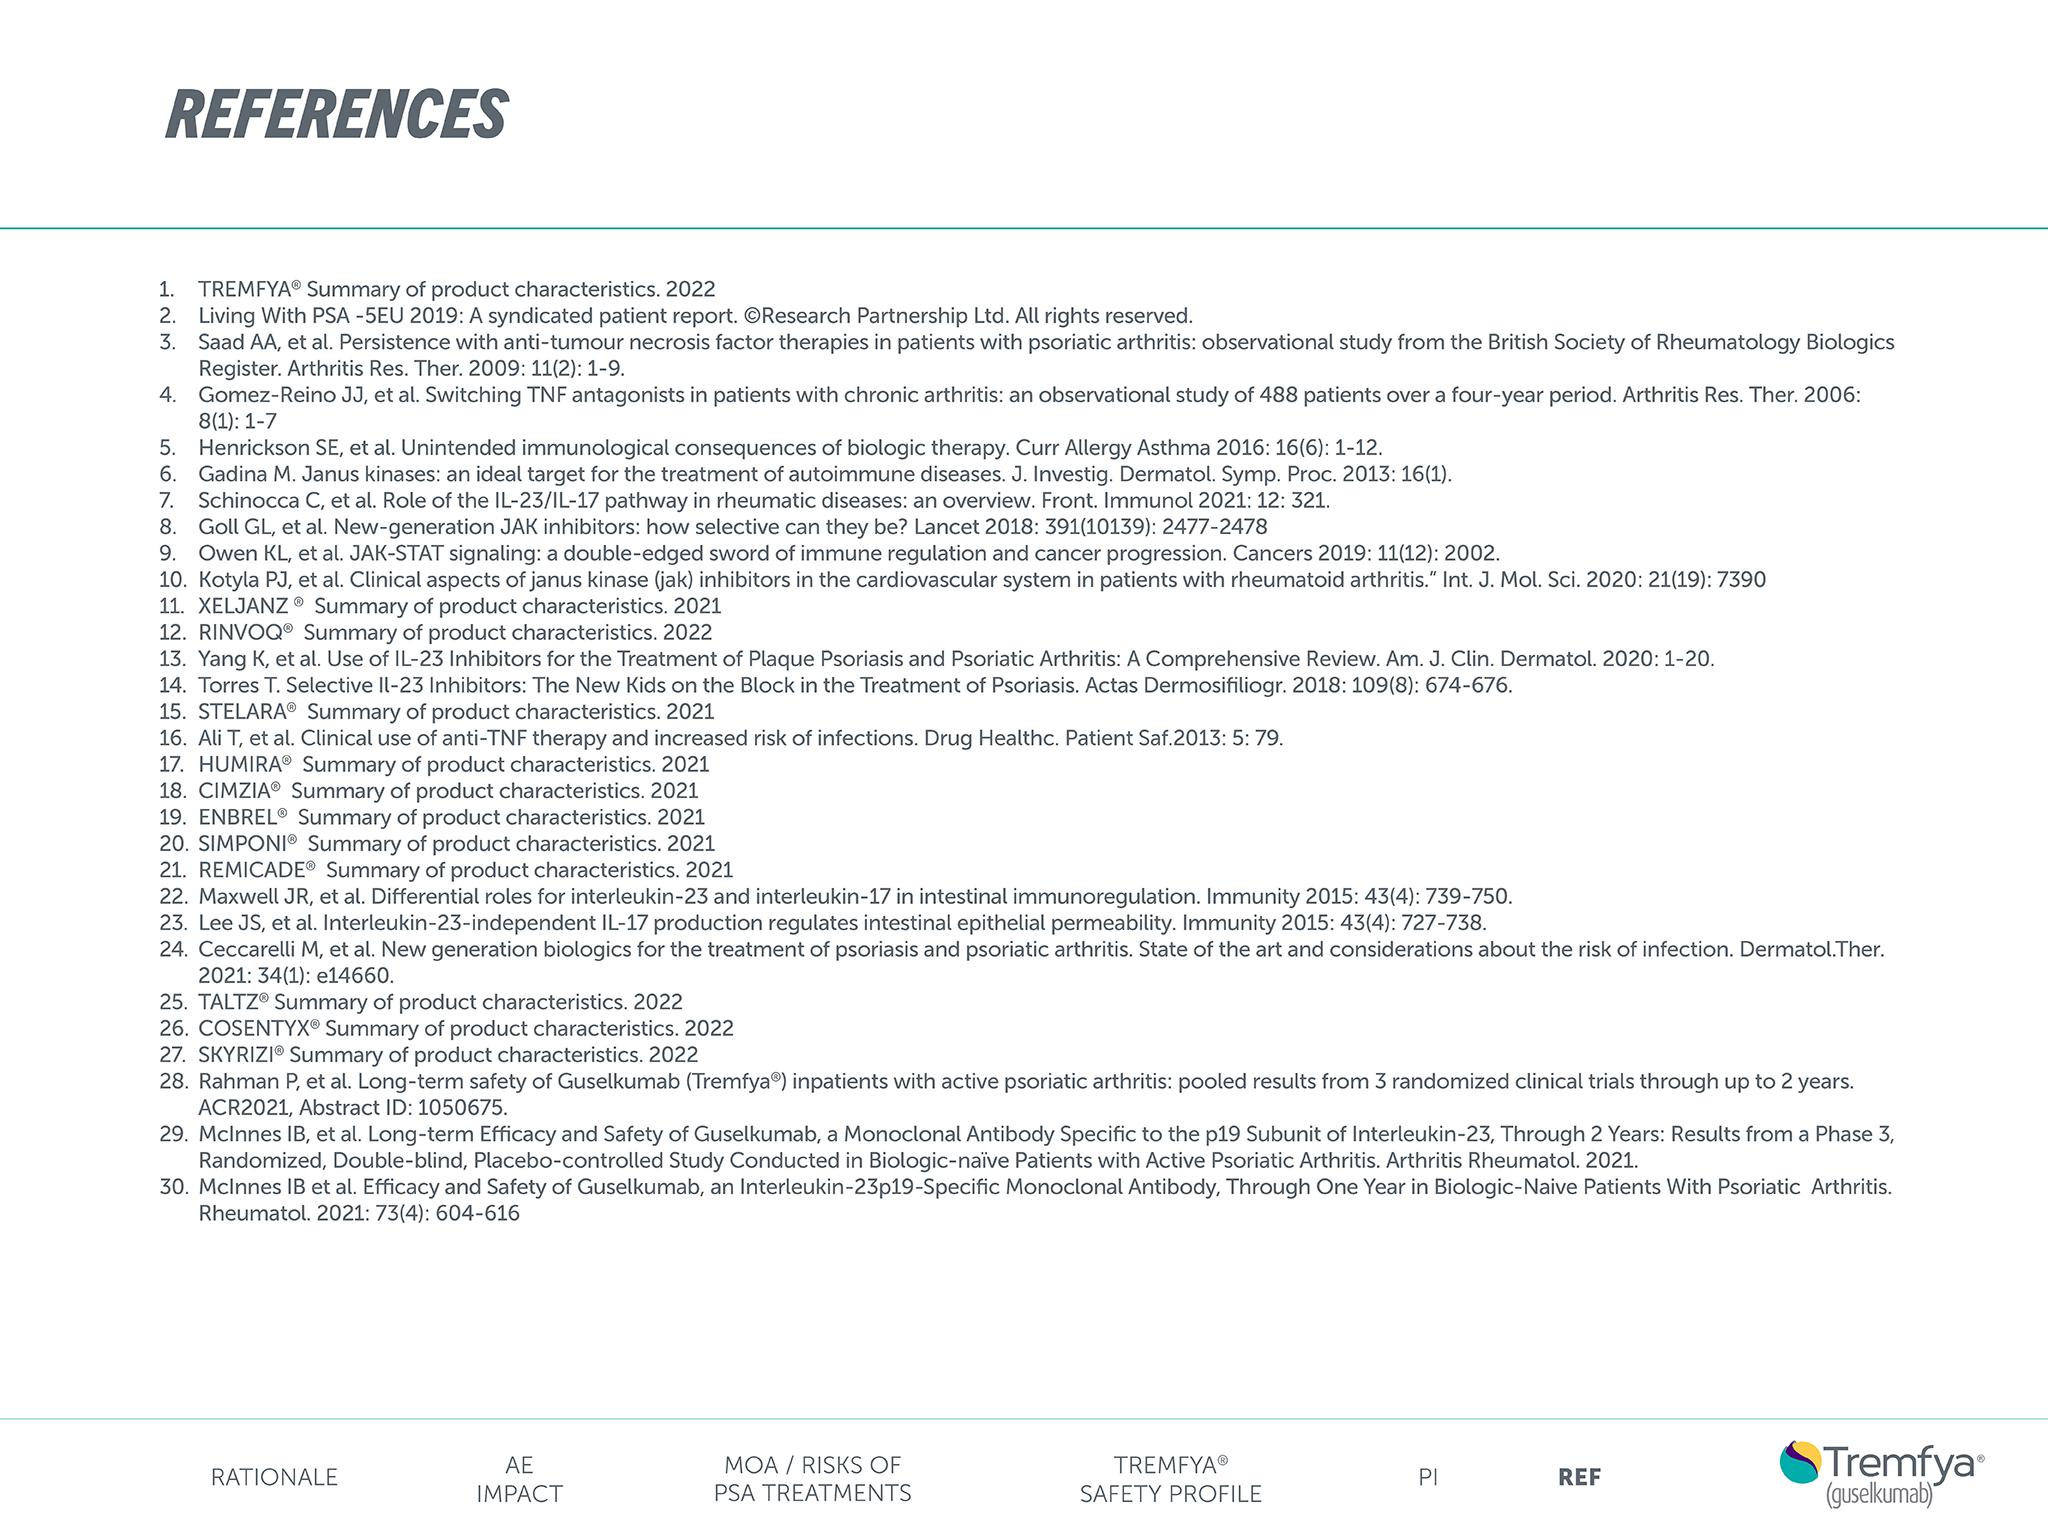 REFERENCES
1. TREMFYA® Summary of product characteristics. 2022
2. Living With PSA -5EU 2019: A syndicated patient report. ©Research Partnership Ltd. All rights reserved.
3. Saad AA, et al. Persistence with anti-tumour necrosis factor therapies in patients with psoriatic arthritis: observational study from the British Society of Rheumatology Biologics
Register. Arthritis Res. Ther. 2009: 11(2): 1-9.
4. Gomez-Reino JJ, et al. Switching TNF antagonists in patients with chronic arthritis: an observational study of 488 patients over a four-year period. Arthritis Res. Ther. 2006:
8(1): 1-7
5. Henrickson SE, et al. Unintended immunological consequences of biologic therapy. Curr Allergy Asthma 2016: 16(6): 1-12.
6. Gadina M. Janus kinases: an ideal target for the treatment of autoimmune diseases. J. Investig. Dermatol. Symp. Proc. 2013: 16(1).
7. Schinocca C, et al. Role of the IL-23/IL-17 pathway in rheumatic diseases: an overview. Front. Immunol 2021: 12: 321.
8. Goll GL, et al. New-generation JAK inhibitors: how selective can they be? Lancet 2018: 391(10139): 2477-2478
9. Owen KL, et al. JAK-STAT signaling: a double-edged sword of immune regulation and cancer progression. Cancers 2019: 11(12): 2002.
10. Kotyla PJ, et al. Clinical aspects of janus kinase (jak) inhibitors in the cardiovascular system in patients with rheumatoid arthritis.” Int. J. Mol. Sci. 2020: 21(19): 7390
11. XELJANZ ® Summary of product characteristics. 2021
12. RINVOQ® Summary of product characteristics. 2022
13. Yang K, et al. Use of IL-23 Inhibitors for the Treatment of Plaque Psoriasis and Psoriatic Arthritis: A Comprehensive Review. Am. J. Clin. Dermatol. 2020: 1-20.
14. Torres T. Selective Il-23 Inhibitors: The New Kids on the Block in the Treatment of Psoriasis. Actas Dermosifiliogr. 2018: 109(8): 674-676.
15. STELARA® Summary of product characteristics. 2021
16. Ali T, et al. Clinical use of anti-TNF therapy and increased risk of infections. Drug Healthc. Patient Saf.2013: 5: 79.
17. HUMIRA® Summary of product characteristics. 2021
18. CIMZIA® Summary of product characteristics. 2021
19. ENBREL® Summary of product characteristics. 2021
20. SIMPONI® Summary of product characteristics. 2021
21. REMICADE® Summary of product characteristics. 2021
22. Maxwell JR, et al. Differential roles for interleukin-23 and interleukin-17 in intestinal immunoregulation. Immunity 2015: 43(4): 739-750.
23. Lee JS, et al. Interleukin-23-independent IL-17 production regulates intestinal epithelial permeability. Immunity 2015: 43(4): 727-738.
24. Ceccarelli M, et al. New generation biologics for the treatment of psoriasis and psoriatic arthritis. State of the art and considerations about the risk of infection. Dermatol.Ther.
2021: 34(1): e14660.
25. TALTZ® Summary of product characteristics. 2022
26. COSENTYX® Summary of product characteristics. 2022
27. SKYRIZI® Summary of product characteristics. 2022
28. Rahman P, et al. Long-term safety of Guselkumab (Tremfya®) inpatients with active psoriatic arthritis: pooled results from 3 randomized clinical trials through up to 2 years.
ACR2021, Abstract ID: 1050675.
29. McInnes IB, et al. Long-term Efficacy and Safety of Guselkumab, a Monoclonal Antibody Specific to the p19 Subunit of Interleukin-23, Through 2 Years: Results from a Phase 3,
Randomized, Double-blind, Placebo-controlled Study Conducted in Biologic-naïve Patients with Active Psoriatic Arthritis. Arthritis Rheumatol. 2021.
30. McInnes IB et al. Efficacy and Safety of Guselkumab, an Interleukin-23p19-Specific Monoclonal Antibody, Through One Year in Biologic-Naive Patients With Psoriatic Arthritis.
Rheumatol. 2021: 73(4): 604-616
RATIONALE
AE
IMPACT
MOA / RISKS OF
PSA TREATMENTS
TREMFYA®
SAFETY PROFILE
PI
REF
Tremfya®
(guselkumab)